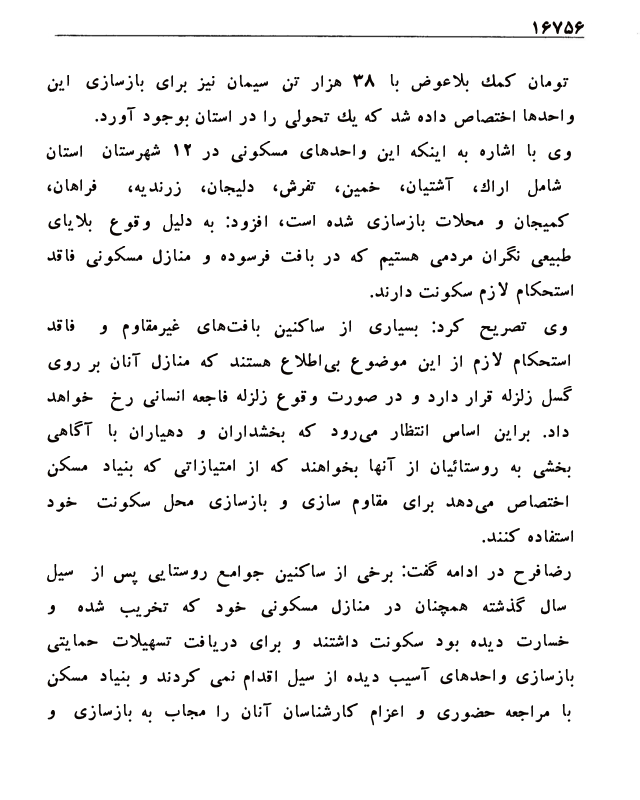 ۱۶۷۵۶
تومان کمك بلاعوض با ۳۸ هزار تن سیمان نیز برای بازسازی این
واحدها اختصاص داده شد که یك تحولی را در استان بوجود آورد.
وی با اشاره به اینکه این واحدهای مسکونی در ۱۲ شهرستان استان
شامل اراك، آشتیان، خمین، تفرش، دلیجان، زرندیه، فراهان،
کمیجان و محلات بازسازی شده است، افزود: به دلیل وقوع بلایای
طبیعی نگران مردمی هستیم که در بافت فرسوده و منازل مسکونی فاقد
استحکام لازم سکونت دارند.
وی تصریح کرد: بسیاری از ساکنین بافت‌های غیرمقاوم و فاقد
استحکام لازم از این موضوع بی‌اطلاع هستند که منازل آنان بر روی
گسل زلزله قرار دارد و در صورت وقوع زلزله فاجعه انسانی رخ خواهد
داد. براین اساس انتظار می‌رود که بخشداران و دهیاران با آگاهی
بخشی به روستائیان از آنها بخواهند که از امتیازاتی که بنیاد مسکن
اختصاص می‌دهد برای مقاوم سازی و بازسازی محل سکونت خود
استفاده کنند.
رضافرح در ادامه گفت: برخی از ساکنین جوامع روستایی پس از سیل
سال گذشته همچنان در منازل مسکونی خود که تخریب شده و
خسارت دیده بود سکونت داشتند و برای دریافت تسهیلات حمایتی
بازسازی واحدهای آسیب دیده از سیل اقدام نمی کردند و بنیاد مسکن
با مراجعه حضوری و اعزام کارشناسان آنان را مجاب به بازسازی و